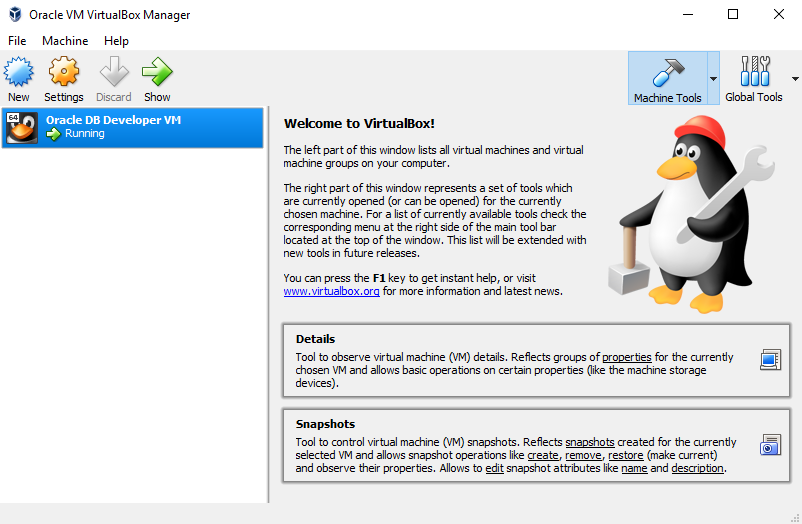 Oracle VM VirtualBox Manager
File Machine Help
New Settings Discard Show Machine Tools Global Tools
64 Oracle DB Developer VM
Running
Welcome to VirtualBox!
The left part of this window lists all virtual machines and virtual
machine groups on your computer.
The right part of this window represents a set of tools which
are currently opened (or can be opened) for the currently
chosen machine. For a list of currently available tools check the
corresponding menu at the right side of the main tool bar
located at the top of the window. This list will be extended with
new tools in future releases.
You can press the F1 key to get instant help, or visit
www.virtualbox.org for more information and latest news.
Details
Tool to observe virtual machine (VM) details. Reflects groups of properties for the currently
chosen VM and allows basic operations on certain properties (like the machine storage
devices).
Snapshots
Tool to control virtual machine (VM) snapshots. Reflects snapshots created for the currently
selected VM and allows snapshot operations like create, remove, restore (make current)
and observe their properties. Allows to edit snapshot attributes like name and description.